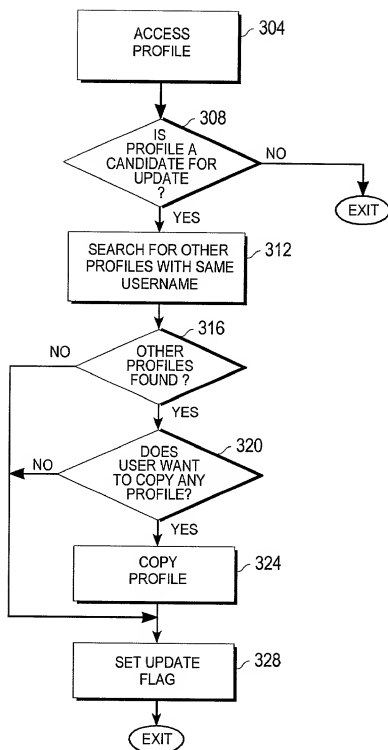 ACCESS
PROFILE
304
308
IS
PROFILE A
CANDIDATE FOR
UPDATE
?
NO
EXIT
YES
SEARCH FOR OTHER
PROFILES WITH SAME
USERNAME
312
316
NO
OTHER
PROFILES
FOUND ?
YES
320
DOES
USER WANT
TO COPY ANY
PROFILE?
NO
YES
COPY
PROFILE
324
SET UPDATE
FLAG
328
EXIT